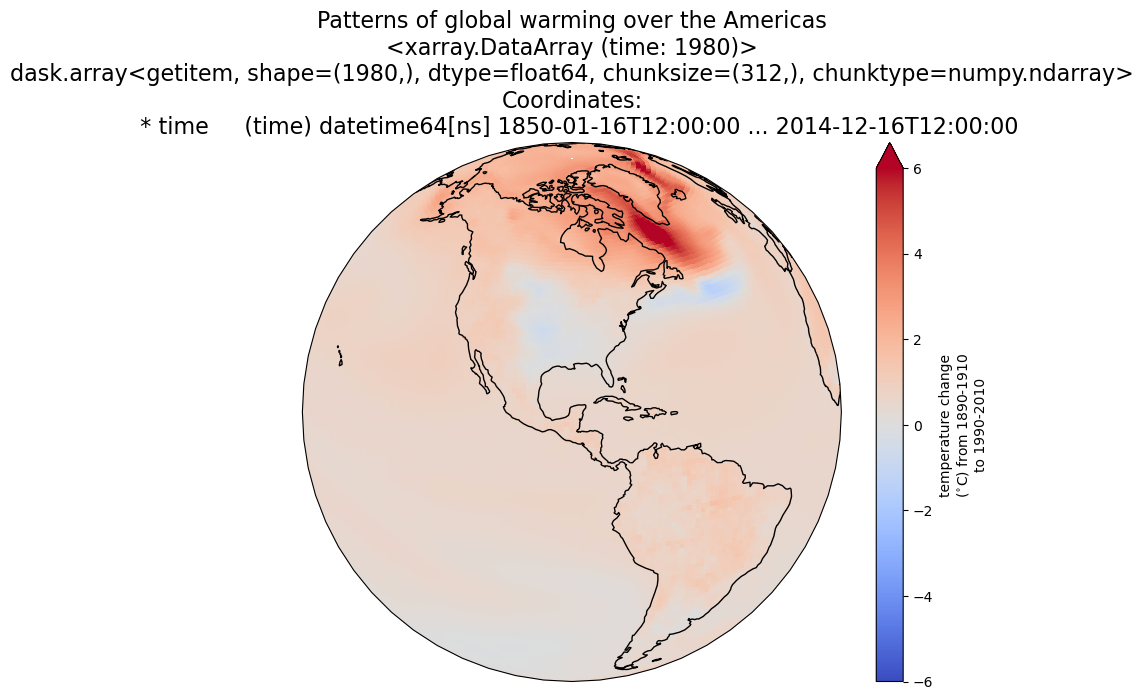 Patterns of global warming over the Americas
<xarray.DataArray (time: 1980)>
dask.array<getitem, shape=(1980,), dtype=float64, chunksize=(312,), chunktype=numpy.ndarray>
Coordinates:
* time     (time) datetime64[ns] 1850-01-16T12:00:00 ... 2014-12-16T12:00:00
6
4
2
0
−2
−4
−6
temperature change
(°C) from 1890-1910
to 1990-2010